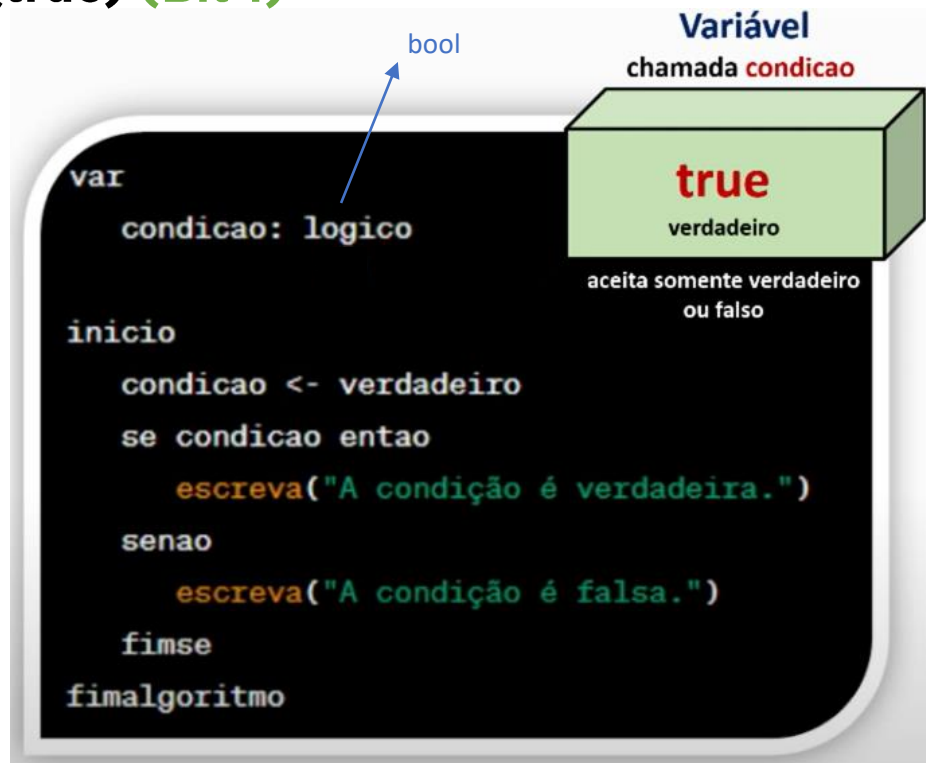 bool
Variável
chamada condicao
true
verdadeiro
aceita somente verdadeiro
ou falso
var
condicao: logico
inicio
condicao <- verdadeiro
se condicao entao
escreva("A condição é verdadeira.")
senao
escreva("A condição é falsa.")
fimse
fimalgoritmo